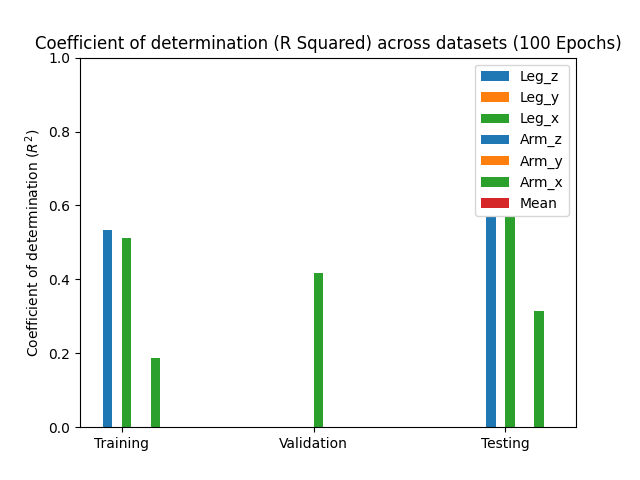 Coefficient of determination (R Squared) across datasets (100 Epochs)
1.0
0.8
0.6
0.4
0.2
0.0
Coefficient of determination (R²)
Training
Validation
Testing
Leg_z
Leg_y
Leg_x
Arm_z
Arm_y
Arm_x
Mean